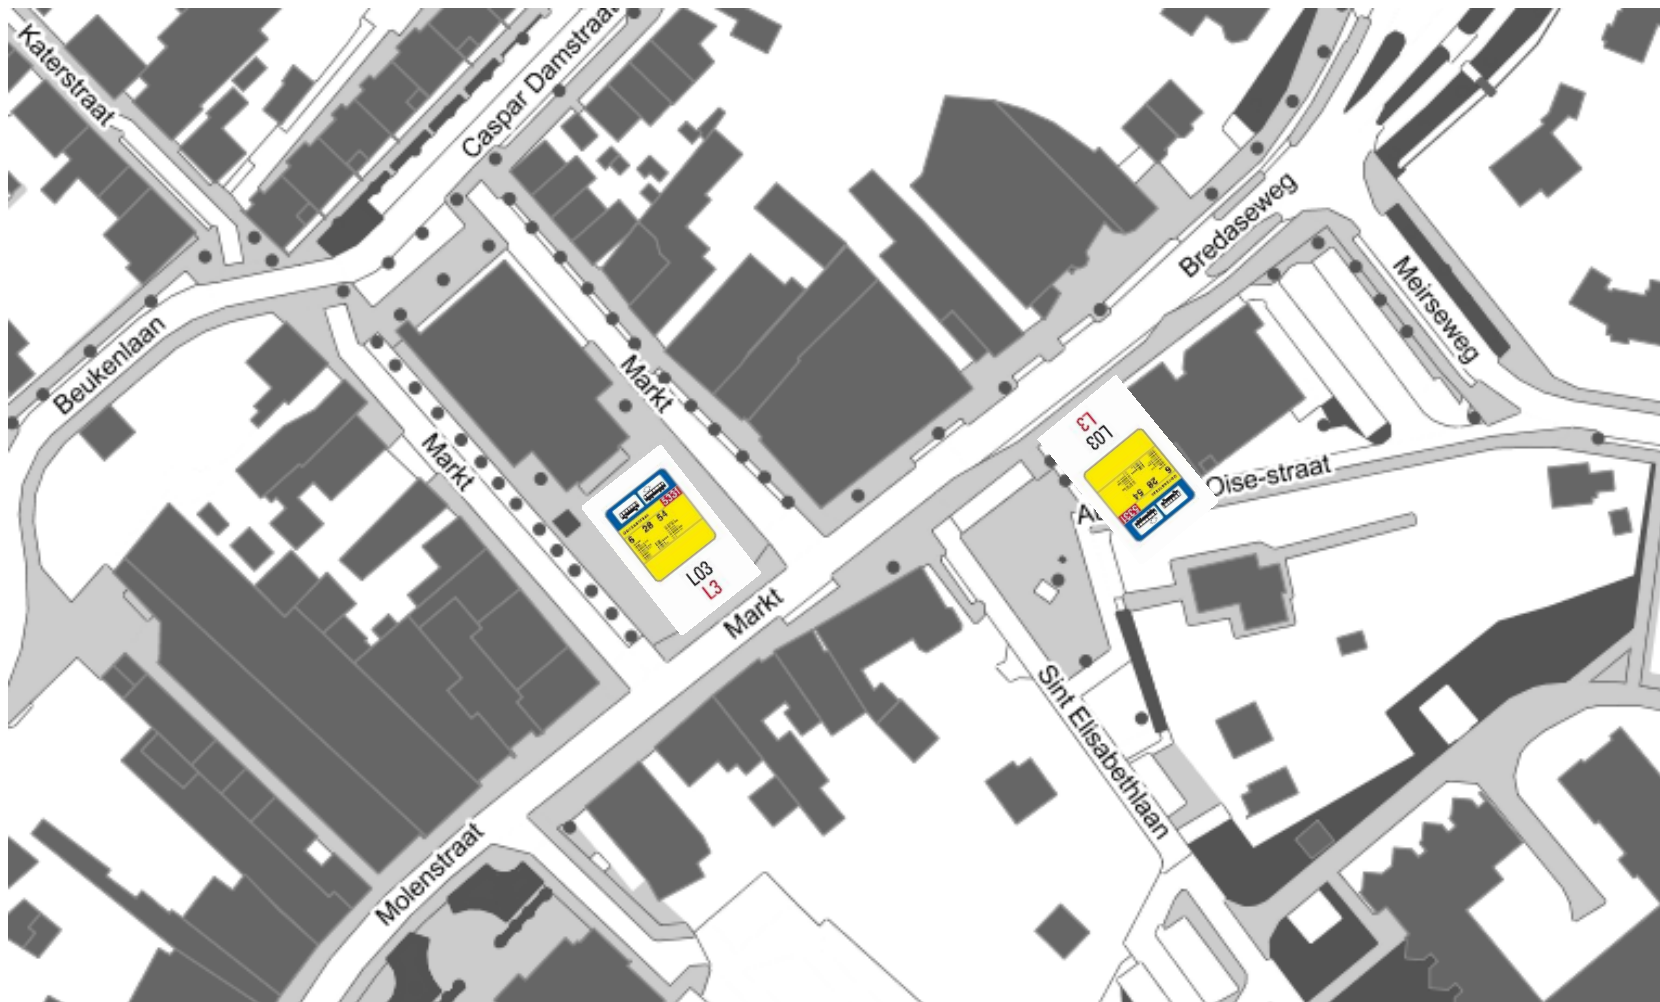 Katerstraat
Caspar Damstraat
Bredaseweg
Meirseweg
Beukenlaan
Markt
Markt
L3
L03
6
28 54
Oise-straat
6
28 54
L03
L3
Markt
Sint Elisabethlaan
Molenstraat